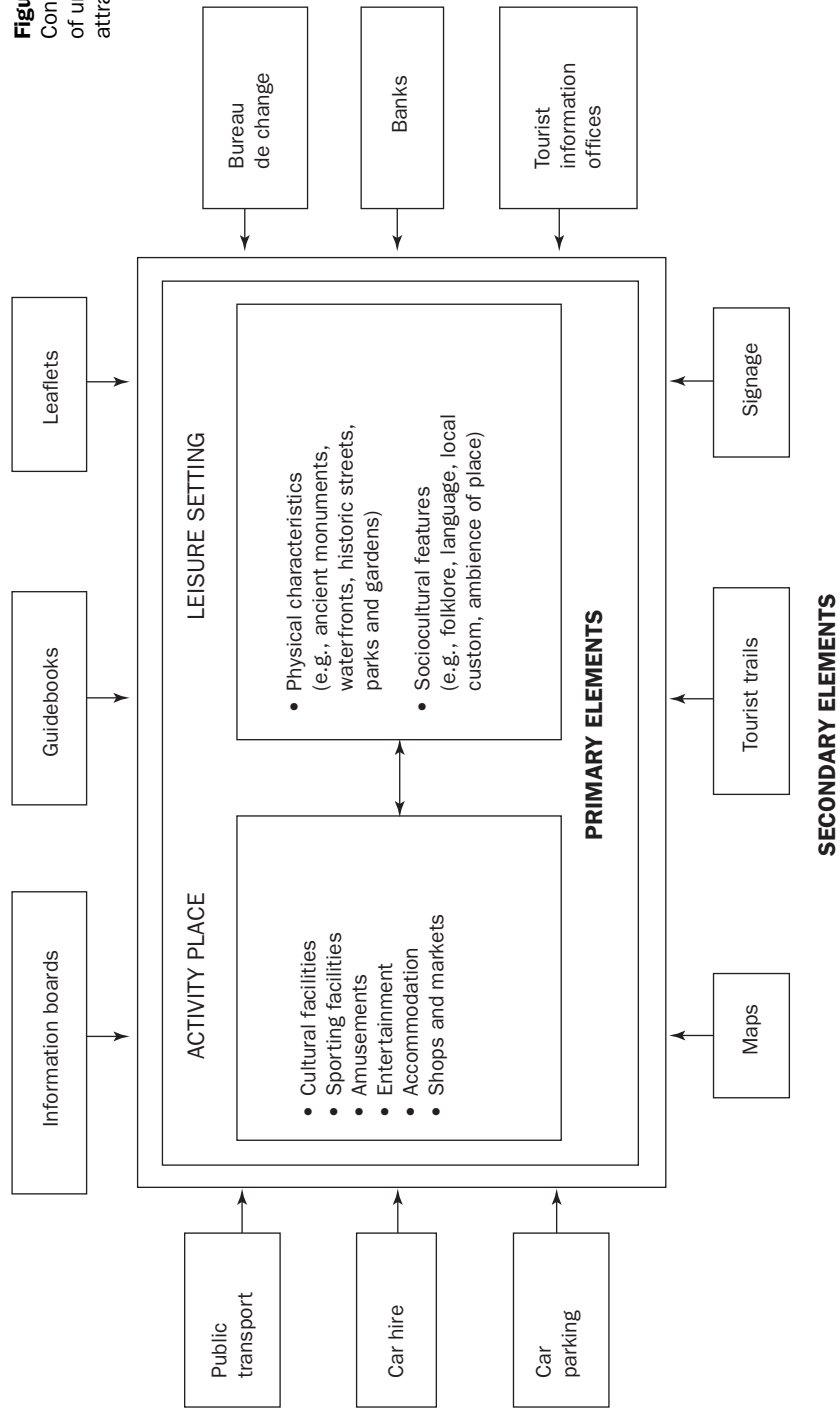 Figu
Con
of u
attra
Information boards
Guidebooks
Leaflets
Public
transport
Car hire
Car
parking
Bureau
de change
Banks
Tourist
information
offices
ACTIVITY PLACE
• Cultural facilities
• Sporting facilities
• Amusements
• Entertainment
• Accommodation
• Shops and markets
LEISURE SETTING
• Physical characteristics
(e.g., ancient monuments,
waterfronts, historic streets,
parks and gardens)
• Sociocultural features
(e.g., folklore, language, local
custom, ambience of place)
PRIMARY ELEMENTS
Maps
Tourist trails
Signage
SECONDARY ELEMENTS